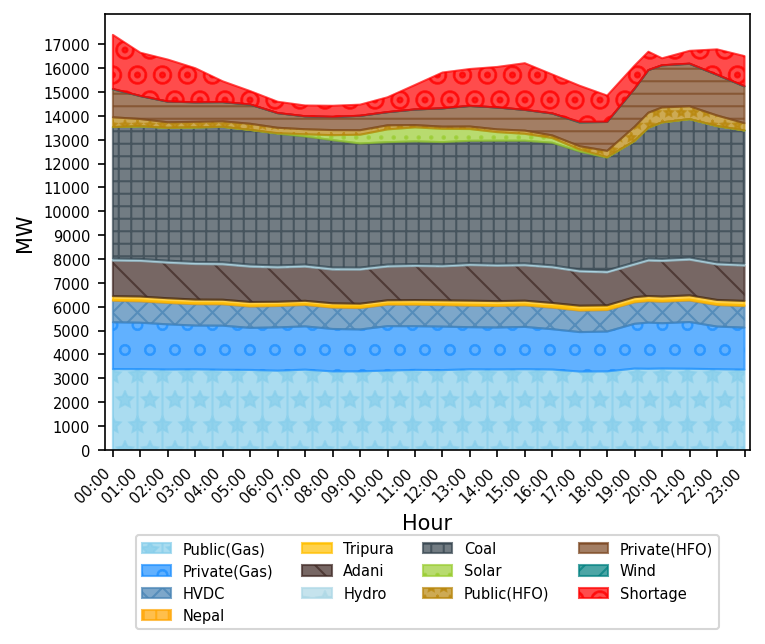 17000
16000
15000
14000
13000
12000
11000
10000
9000
8000
7000
6000
5000
4000
3000
2000
1000
0
MW
00:00 01:00 02:00 03:00 04:00 05:00 06:00 07:00 08:00 09:00 10:00 11:00 12:00 13:00 14:00 15:00 16:00 17:00 18:00 19:00 20:00 21:00 22:00 23:00
Hour
Public(Gas) Tripura Coal Private(HFO)
Private(Gas) Adani Solar Wind
HVDC Hydro Public(HFO) Shortage
Nepal